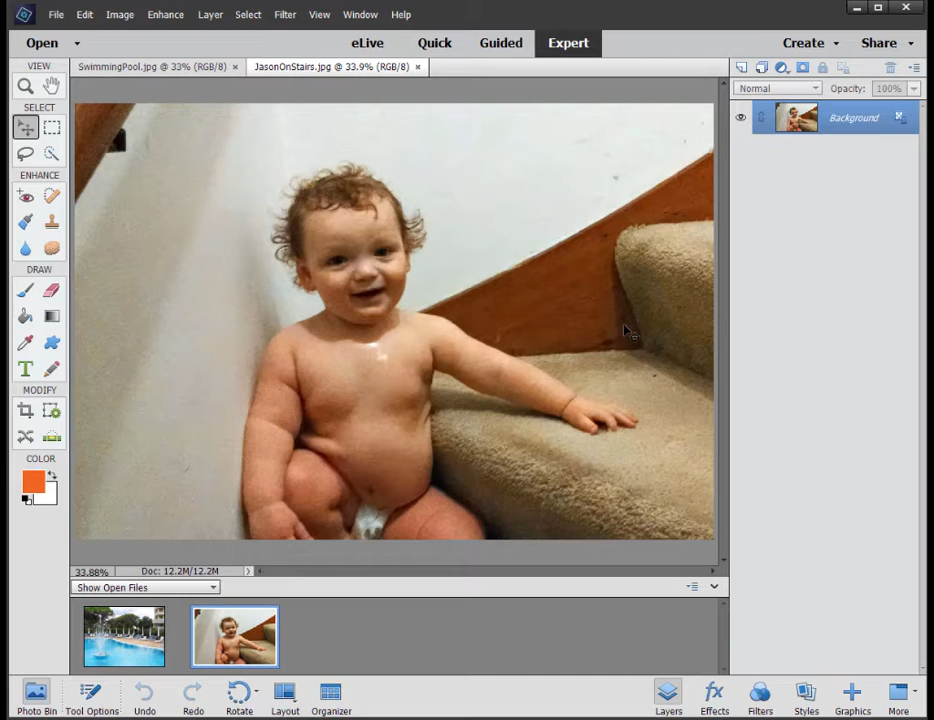 File Edit Image Enhance Layer Select Filter View Window Help
Open eLive Quick Guided Expert Create Share
VIEW
SwimmingPool.jpg @ 33% (RGB/8) × JasonOnStairs.jpg @ 33.9% (RGB/8) ×
Normal Opacity: 100%
SELECT
Background
ENHANCE
DRAW
T
MODIFY
COLOR
33.88% Doc: 12.2M/12.2M
Show Open Files
fx
Photo Bin Tool Options Undo Redo Rotate Layout Organizer Layers Effects Filters Styles Graphics More